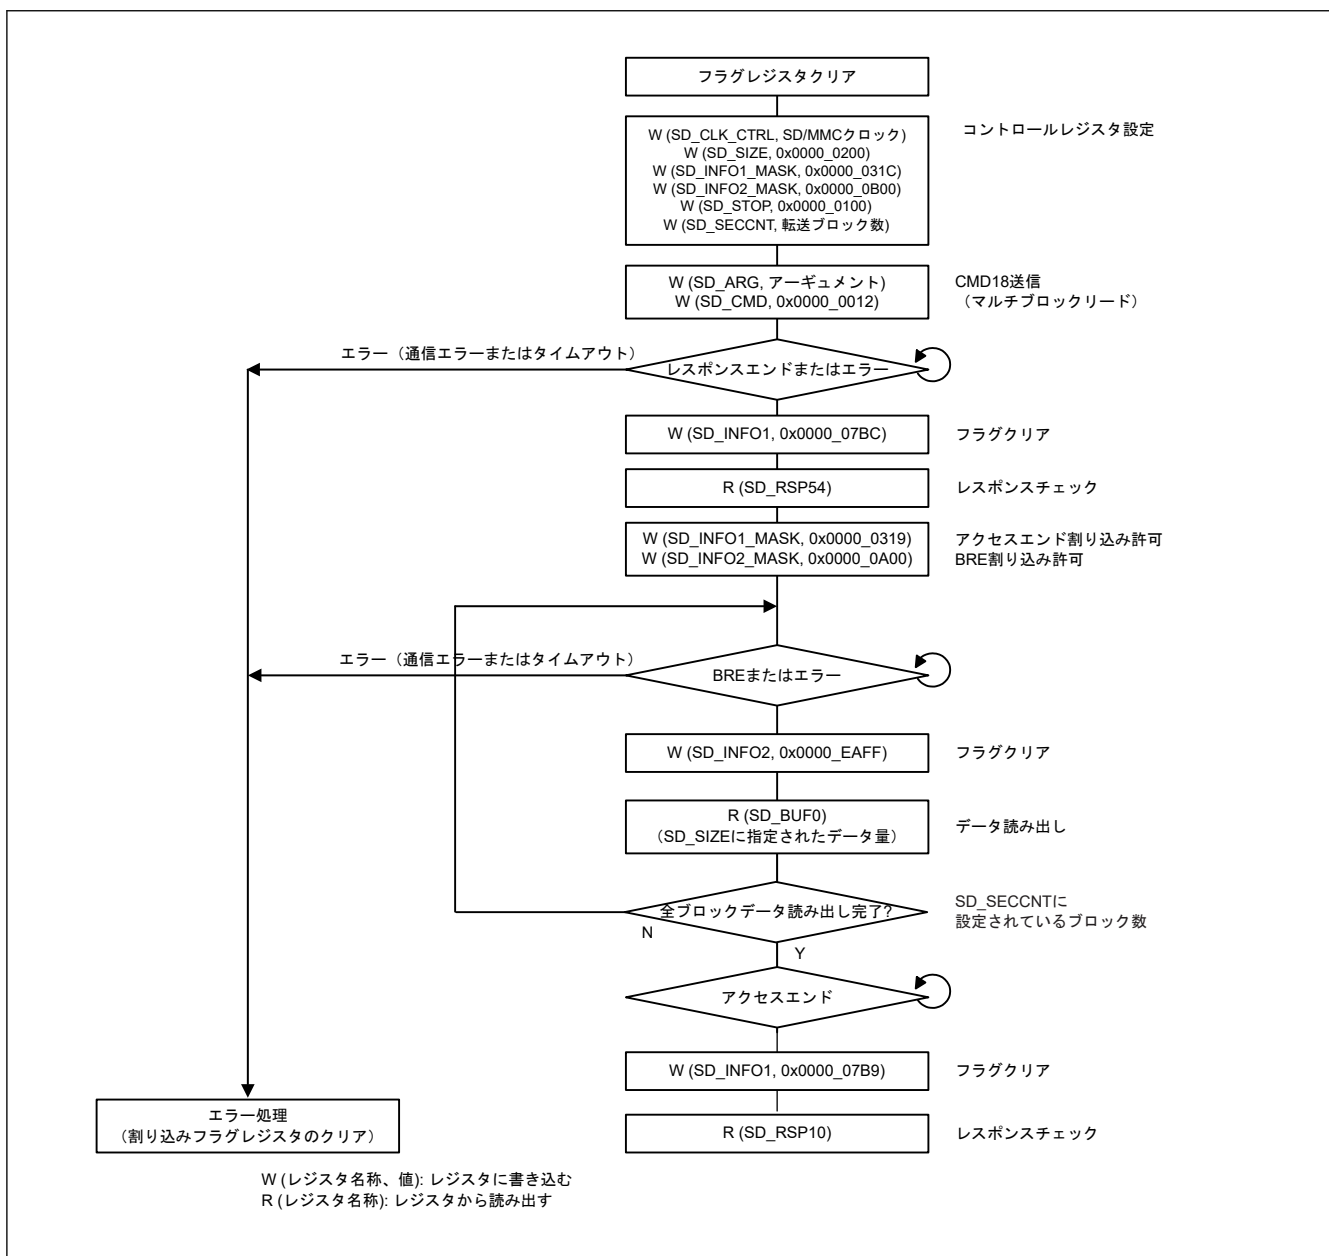 フラグレジスタクリア
W (SD_CLK_CTRL, SD/MMCクロック)
W (SD_SIZE, 0x0000_0200)
W (SD_INFO1_MASK, 0x0000_031C)
W (SD_INFO2_MASK, 0x0000_0B00)
W (SD_STOP, 0x0000_0100)
W (SD_SECCNT, 転送ブロック数)
コントロールレジスタ設定
W (SD_ARG, アーギュメント)
W (SD_CMD, 0x0000_0012)
CMD18送信
（マルチブロックリード）
エラー（通信エラーまたはタイムアウト）
レスポンスエンドまたはエラー
W (SD_INFO1, 0x0000_07BC)
フラグクリア
R (SD_RSP54)
レスポンスチェック
W (SD_INFO1_MASK, 0x0000_0319)
W (SD_INFO2_MASK, 0x0000_0A00)
アクセスエンド割り込み許可
BRE割り込み許可
エラー（通信エラーまたはタイムアウト）
BREまたはエラー
W (SD_INFO2, 0x0000_EAFF)
フラグクリア
R (SD_BUF0)
（SD_SIZEに指定されたデータ量）
データ読み出し
全ブロックデータ読み出し完了?
SD_SECCNTに
設定されているブロック数
N
Y
アクセスエンド
W (SD_INFO1, 0x0000_07B9)
フラグクリア
エラー処理
（割り込みフラグレジスタのクリア）
R (SD_RSP10)
レスポンスチェック
W (レジスタ名称、値): レジスタに書き込む
R (レジスタ名称): レジスタから読み出す